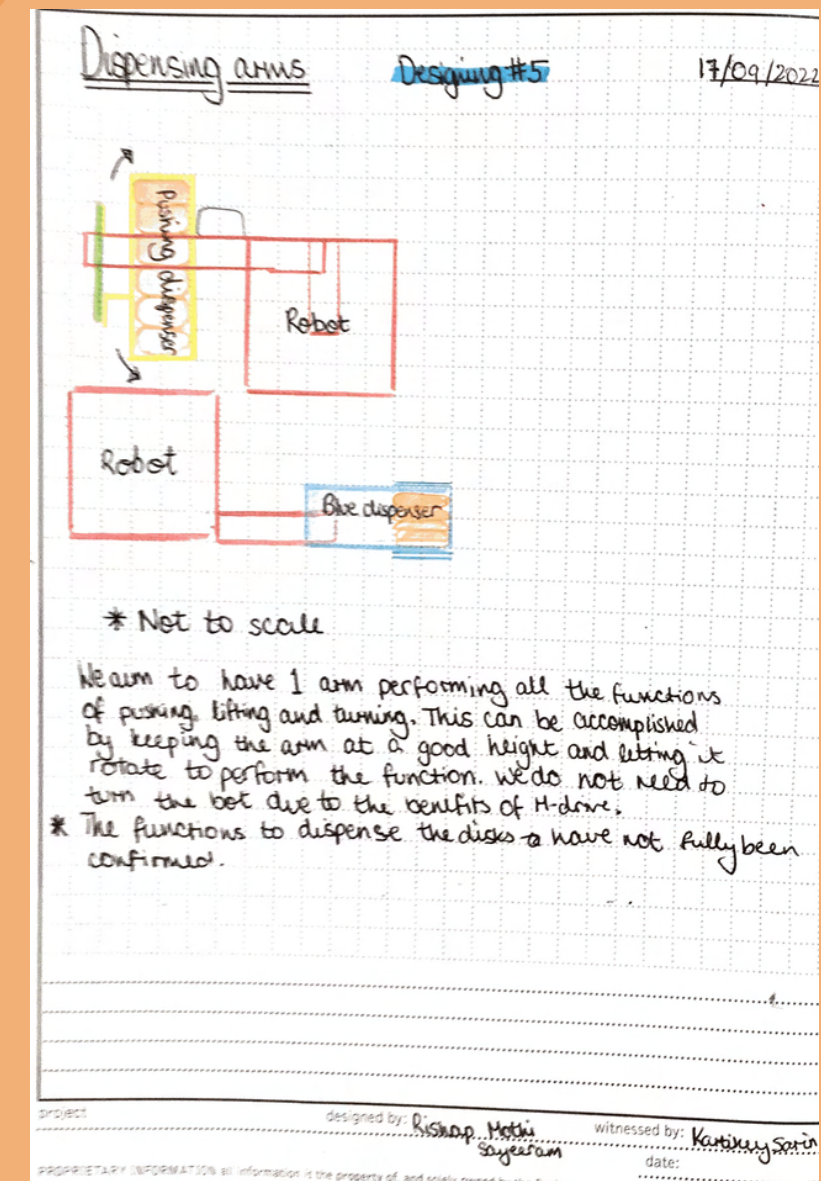 Dispensing arms
Designing #5
17/09/2022
Pushing dispenser
Robot
Robot
Blue dispenser
* Not to scale
We aim to have 1 arm performing all the functions
of pushing, lifting and turning. This can be accomplished
by keeping the arm at a good height and letting it
rotate to perform the function. We do not need to
turn the bot due to the benifits of H-drive.
* The functions to dispense the disks have not fully been
confirmed.
project
designed by: Rishap Mothi
Sayeeram
witnessed by: Kartikey Sarin
date:
PROPRIETARY INFORMATION all information is the property of, and solely owned by the